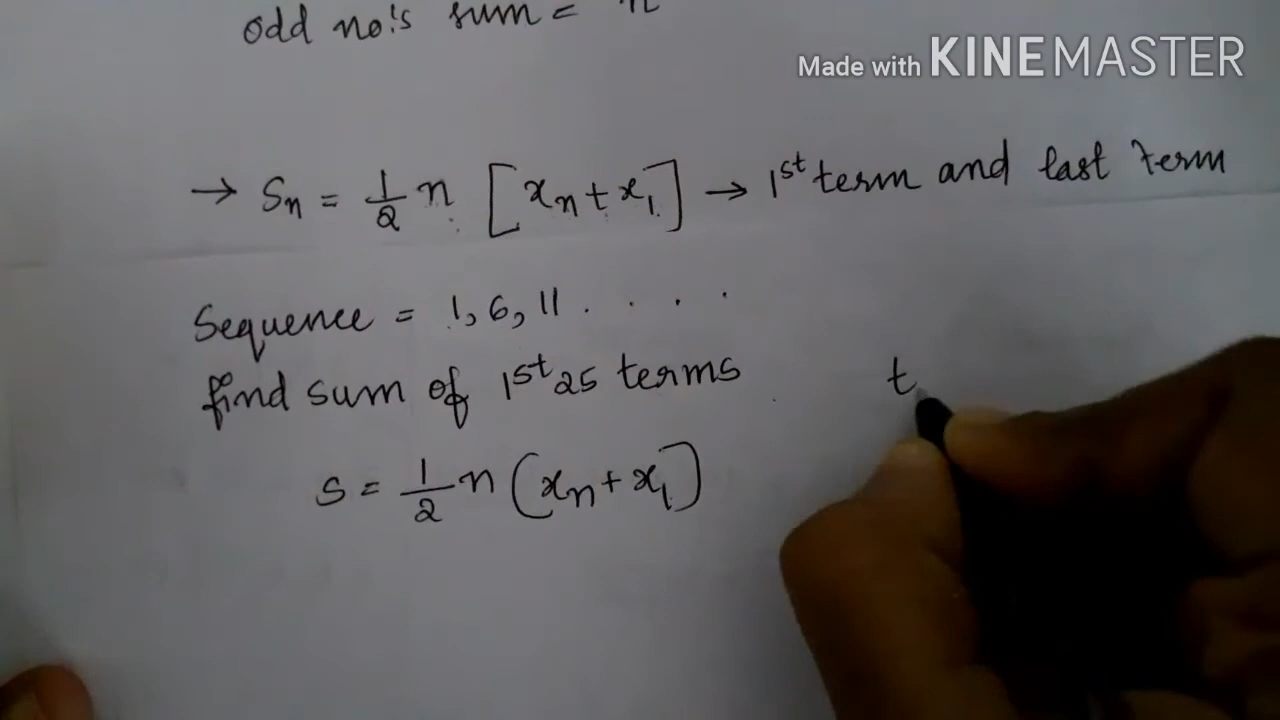 odd no!s sum =
Made with KINEMASTER
→ Sn = 1/2 n [xn + x1] → 1st term and last term
Sequence = 1, 6, 11 . . . .
find sum of 1st 25 terms
t
S = 1/2 n (xn + x1)